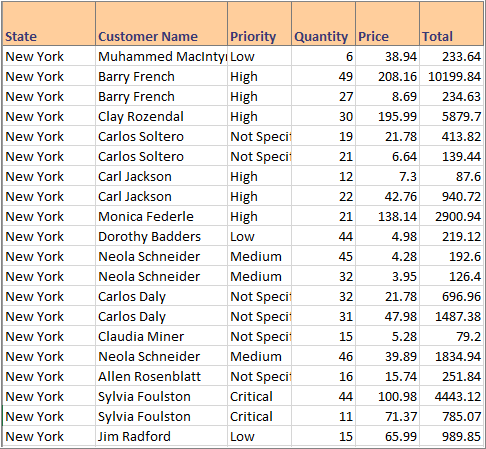 State Customer Name Priority Quantity Price Total
New York Muhammed MacIntyr Low 6 38.94 233.64
New York Barry French High 49 208.16 10199.84
New York Barry French High 27 8.69 234.63
New York Clay Rozendal High 30 195.99 5879.7
New York Carlos Soltero Not Specif 19 21.78 413.82
New York Carlos Soltero Not Specif 21 6.64 139.44
New York Carl Jackson High 12 7.3 87.6
New York Carl Jackson High 22 42.76 940.72
New York Monica Federle High 21 138.14 2900.94
New York Dorothy Badders Low 44 4.98 219.12
New York Neola Schneider Medium 45 4.28 192.6
New York Neola Schneider Medium 32 3.95 126.4
New York Carlos Daly Not Specif 32 21.78 696.96
New York Carlos Daly Not Specif 31 47.98 1487.38
New York Claudia Miner Not Specif 15 5.28 79.2
New York Neola Schneider Medium 46 39.89 1834.94
New York Allen Rosenblatt Not Specif 16 15.74 251.84
New York Sylvia Foulston Critical 44 100.98 4443.12
New York Sylvia Foulston Critical 11 71.37 785.07
New York Jim Radford Low 15 65.99 989.85